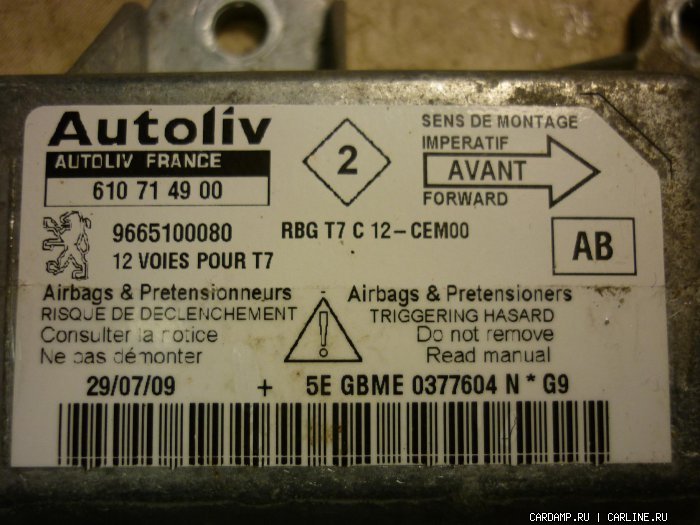 Autoliv
AUTOLIV FRANCE
610 71 49 00
2
SENS DE MONTAGE
IMPERATIF
AVANT
FORWARD
9665100080
RBG T7 C 12-CEM00
12 VOIES POUR T7
AB
Airbags & Pretensionneurs - Airbags & Pretensioners
RISQUE DE DECLENCHEMENT
TRIGGERING HASARD
Consulter la notice
Do not remove
Ne pas démonter
Read manual
!
29/07/09 + 5E GBME 0377604 N * G9
CARDAMP.RU | CARLINE.RU